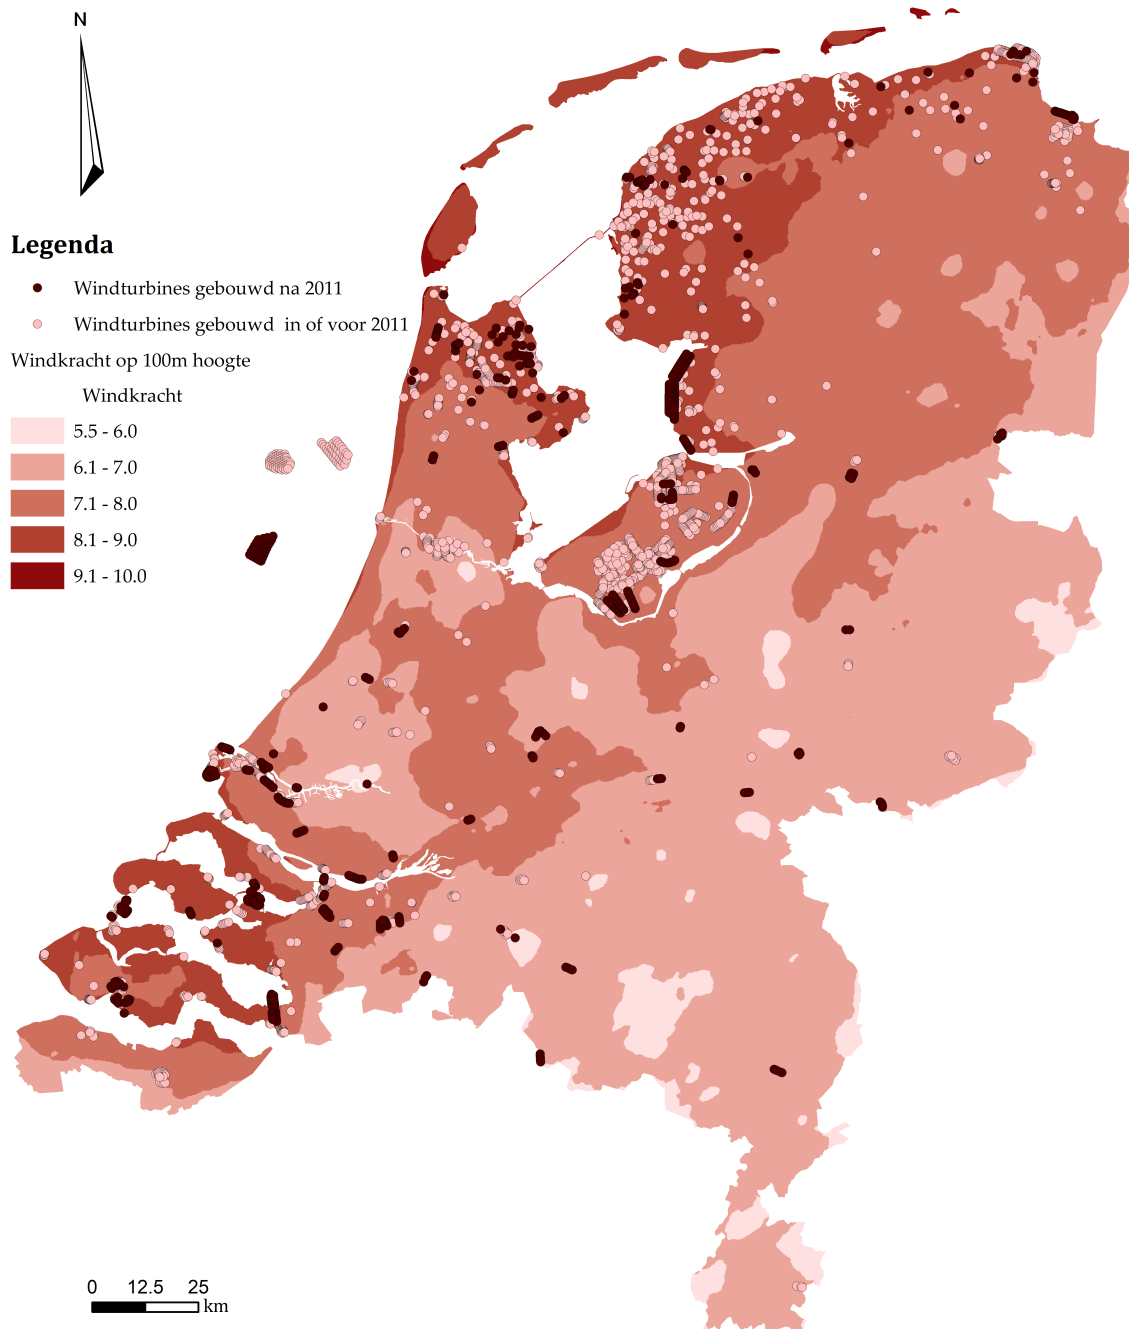 N
Legenda
Windturbines gebouwd na 2011
Windturbines gebouwd in of voor 2011
Windkracht op 100m hoogte
Windkracht
5.5 - 6.0
6.1 - 7.0
7.1 - 8.0
8.1 - 9.0
9.1 - 10.0
0 12.5 25
km